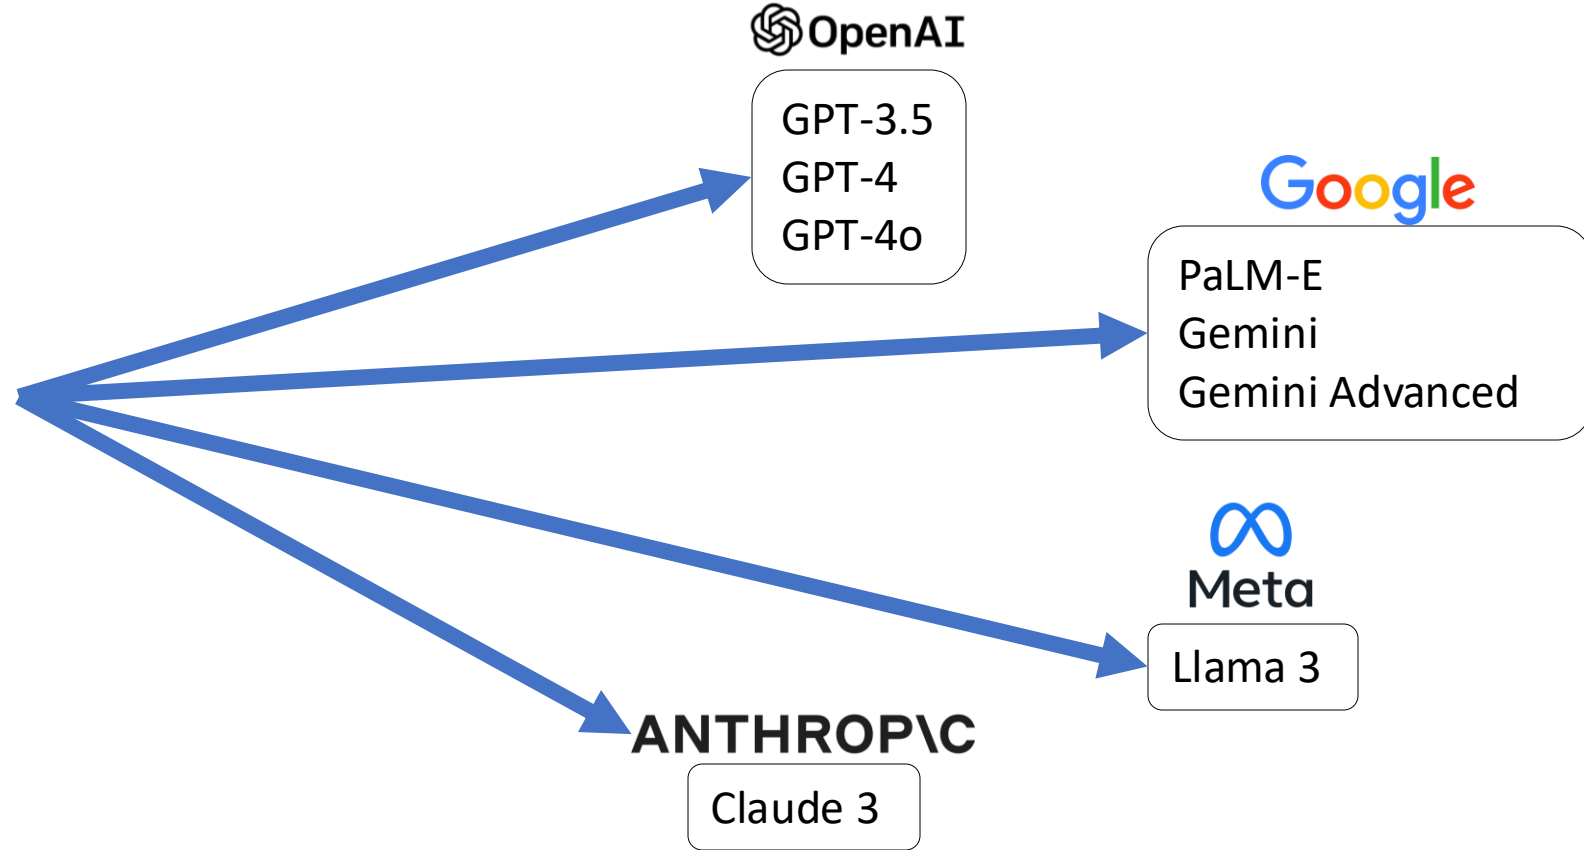 OpenAI
GPT-3.5
GPT-4
GPT-4o
Google
PaLM-E
Gemini
Gemini Advanced
Meta
Llama 3
ANTHROP\C
Claude 3